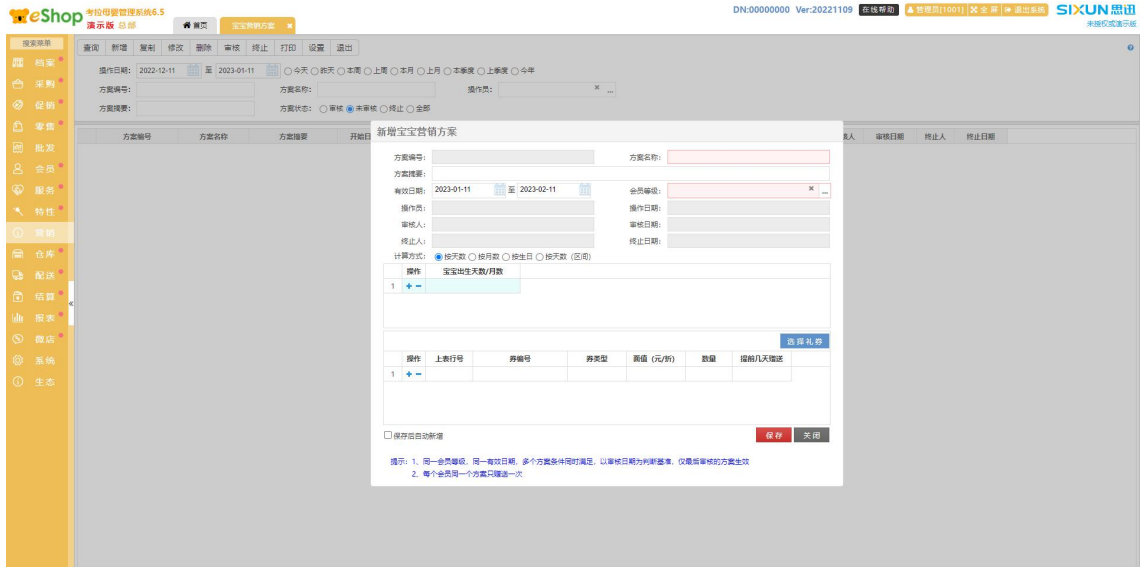 eShop 考拉母婴管理系统6.5
演示版 总部
首页 宝宝营销方案 ×
DN:00000000 Ver:20221109 在线帮助 管理员[1001] 全屏 退出系统
SIXUN思迅
未授权或演示版
搜索菜单
档案
采购
促销
零售
批发
会员
服务
特性
营销
仓库
配送
结算
报表
微店
系统
生态
查询 新增 复制 修改 删除 审核 终止 打印 设置 退出
操作日期: 2022-12-11 至 2023-01-11 今天 昨天 本周 上周 本月 上月 本季度 上季度 今年
方案编号: 方案名称: 操作员: × ...
方案摘要: 方案状态: 审核 未审核 终止 全部
方案编号 方案名称 方案摘要 开始日 核人 审核日期 终止人 终止日期
新增宝宝营销方案
方案编号: 方案名称:
方案摘要:
有效日期: 2023-01-11 至 2023-02-11 会员等级: × ...
操作员: 操作日期:
审核人: 审核日期:
终止人: 终止日期:
计算方式: 按天数 按月数 按生日 按天数 (区间)
操作 宝宝出生天数/月数
1 + −
选择礼券
操作 上表行号 券编号 券类型 面值 (元/折) 数量 提前几天赠送
1 + −
保存后自动新增
保存 关闭
提示: 1、同一会员等级, 同一有效日期, 多个方案条件同时满足, 以审核日期为判断基准, 仅最后审核的方案生效
2、每个会员同一个方案只赠送一次